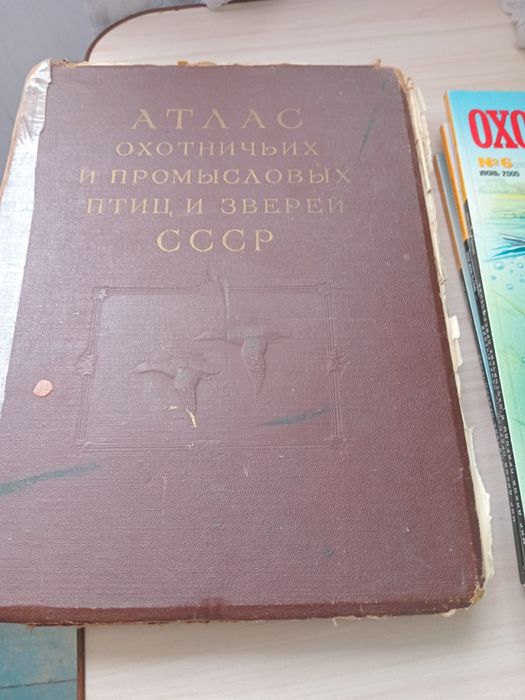 АТЛАС
ОХОТНИЧЬИХ
И ПРОМЫСЛОВЫХ
ПТИЦ И ЗВЕРЕЙ
СССР
ОХО
№6
ИЮНЬ 2005